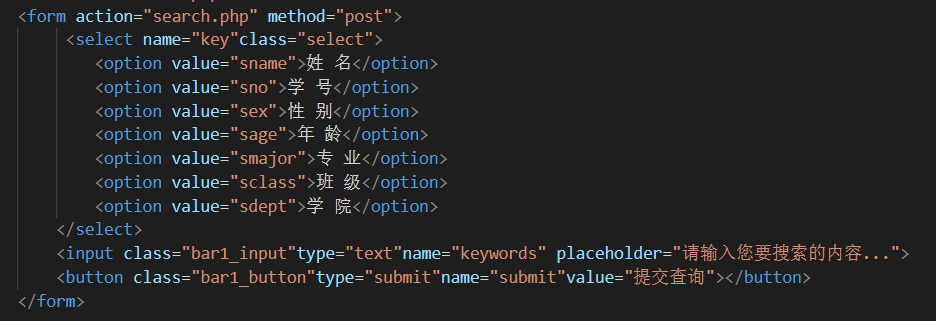 <form action="search.php" method="post">
<select name="key"class="select">
<option value="sname">姓 名</option>
<option value="sno">学 号</option>
<option value="sex">性 别</option>
<option value="sage">年 龄</option>
<option value="smajor">专 业</option>
<option value="sclass">班 级</option>
<option value="sdept">学 院</option>
</select>
<input class="bar1_input"type="text"name="keywords" placeholder="请输入您要搜索的内容...">
<button class="bar1_button"type="submit"name="submit"value="提交查询"></button>
</form>